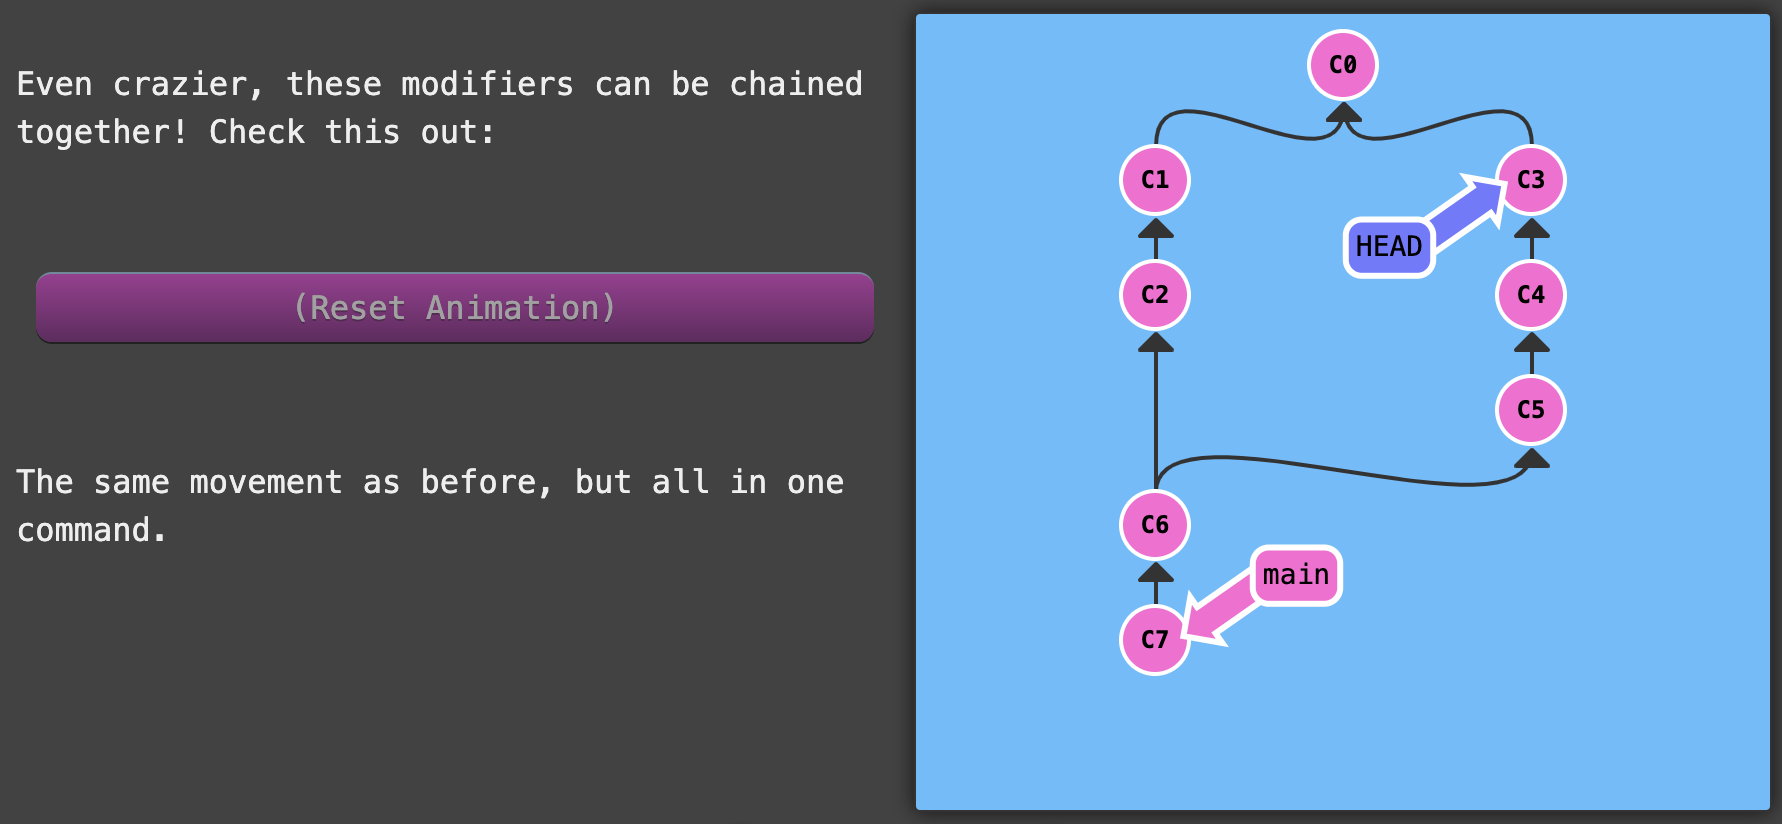 Even crazier, these modifiers can be chained
together! Check this out:
(Reset Animation)
The same movement as before, but all in one
command.
C0
C1
C3
HEAD
C2
C4
C5
C6
main
C7